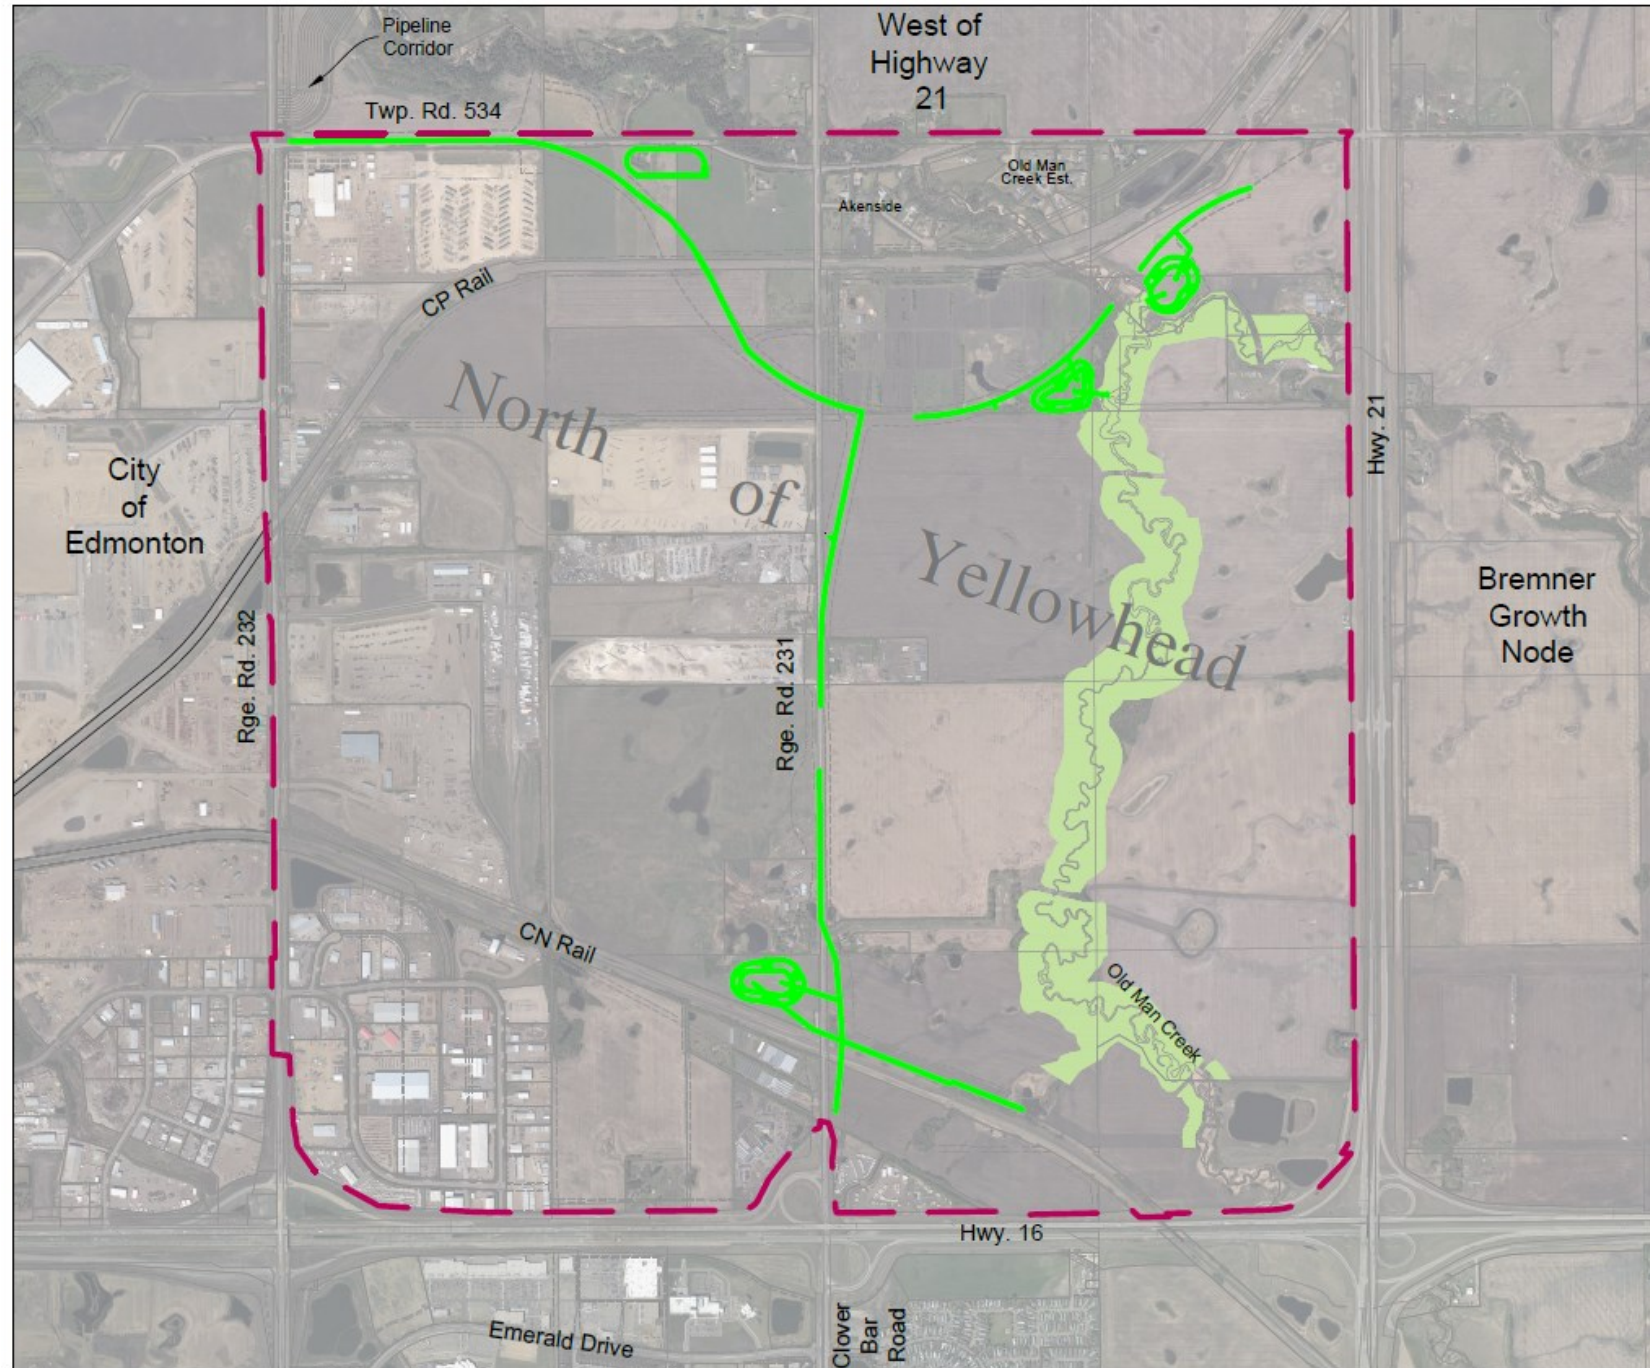 Pipeline
Corridor
West of
Highway
21
Twp. Rd. 534
Old Man
Creek Est.
Akenside
CP Rail
North
of
Yellowhead
City
of
Edmonton
Hwy. 21
Bremner
Growth
Node
Rge. Rd. 232
Rge. Rd. 231
CN Rail
Old Man Creek
Hwy. 16
Emerald Drive
Clover
Bar
Road